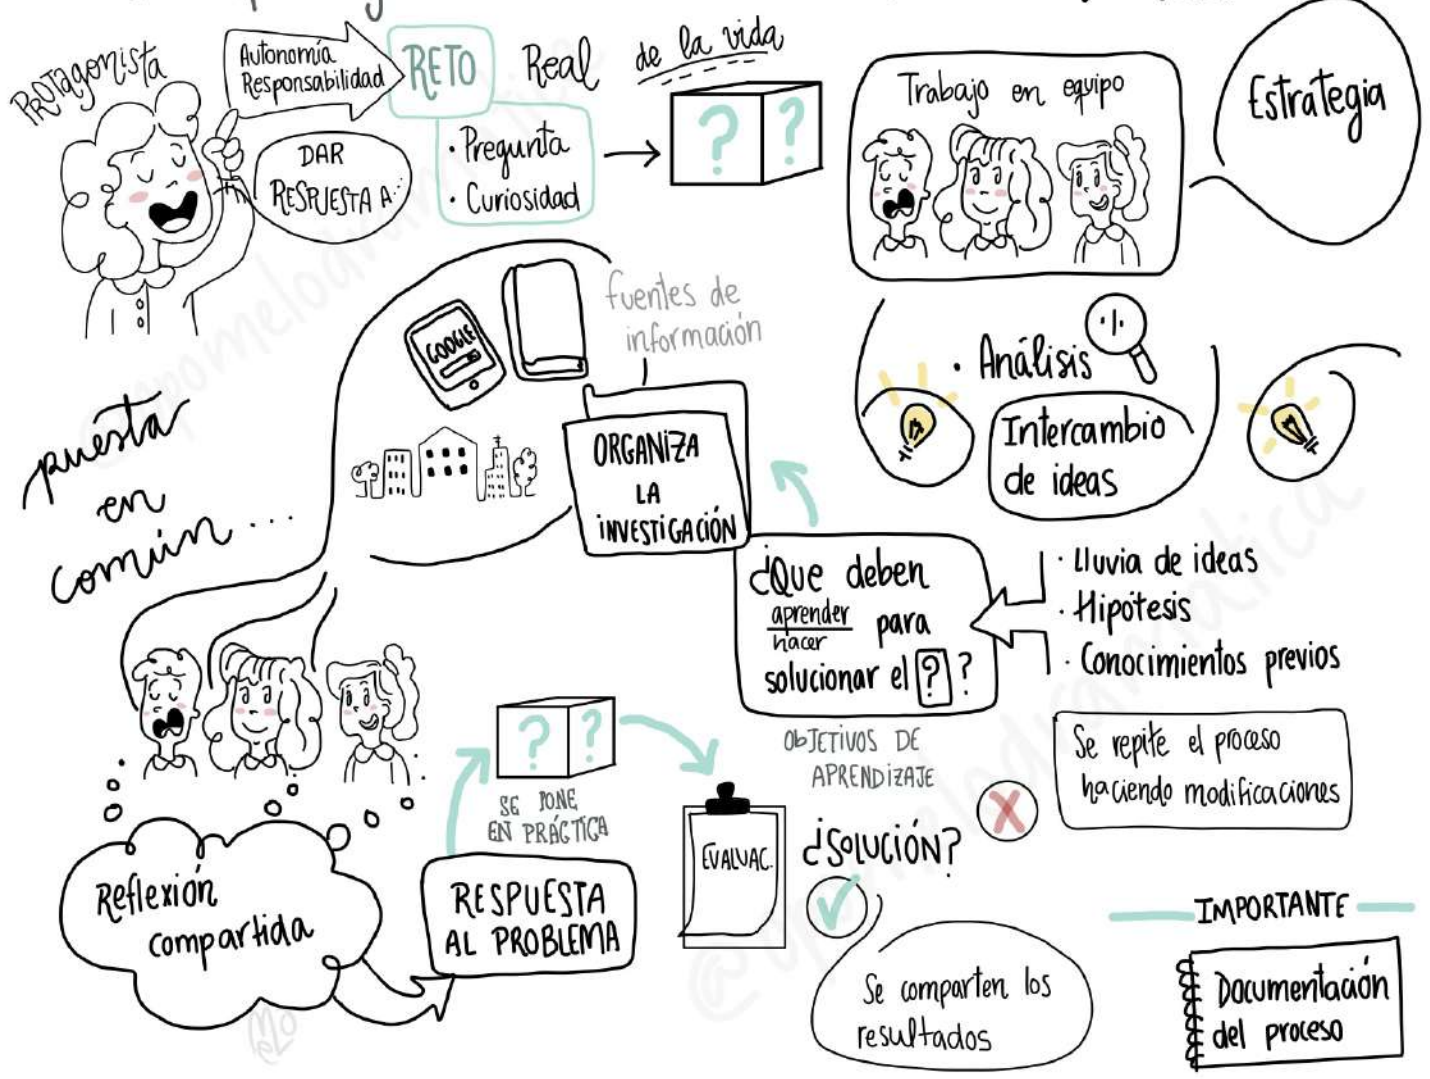 Protagonista
Autonomía
Responsabilidad
RETO
Real
de la vida
DAR
RESPUESTA A...
• Pregunta
• Curiosidad
? ?
Trabajo en equipo
Estrategia
fuentes de
información
GOOGLE
• Análisis
Intercambio
de ideas
puesta
en
común ...
ORGANIZA
LA
INVESTIGACIÓN
¿Que deben
aprender
hacer
para
solucionar el ? ?
· Lluvia de ideas
· Hipótesis
· Conocimientos previos
OBJETIVOS DE
APRENDIZAJE
Se repite el proceso
haciendo modificaciones
? ?
SE PONE
EN PRÁCTICA
EVALUAC.
¿SOLUCIÓN?
X
Reflexión
compartida
RESPUESTA
AL PROBLEMA
Se comparten los
resultados
IMPORTANTE
Documentación
del proceso